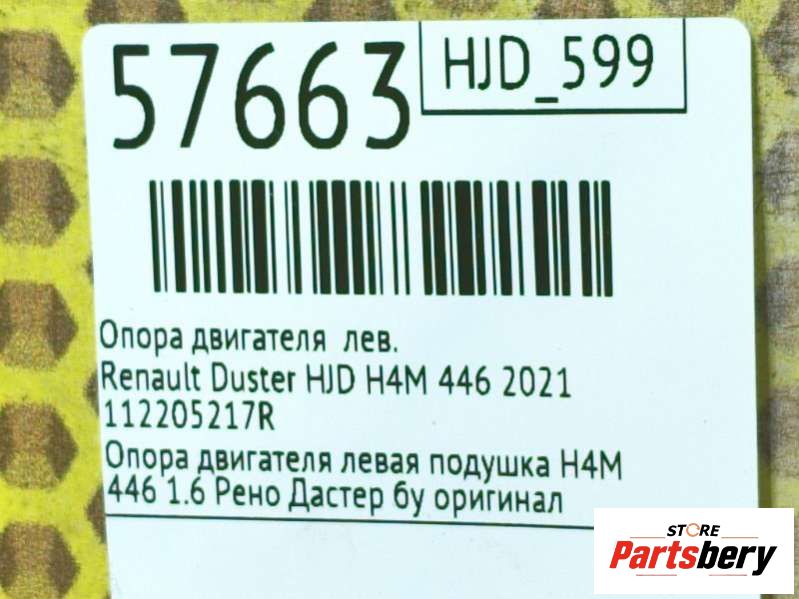 57663
HJD_599
Опора двигателя лев.
Renault Duster HJD H4M 446 2021
112205217R
Опора двигателя левая подушка H4M
446 1.6 Рено Дастер бу оригинал
STORE
Partsbery